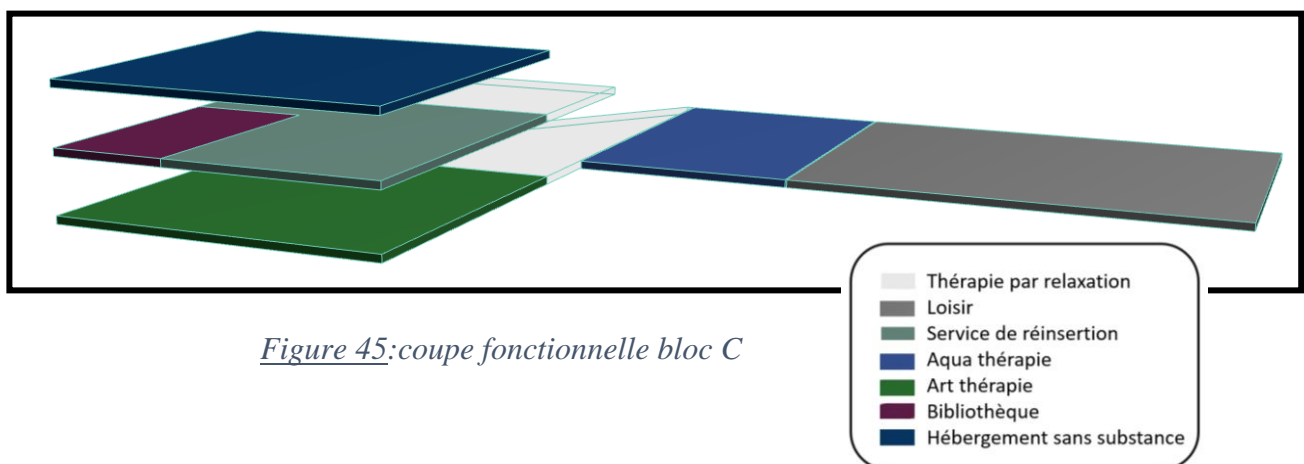 Thérapie par relaxation
Loisir
Service de réinsertion
Aqua thérapie
Art thérapie
Bibliothèque
Hébergement sans substance
Figure 45:coupe fonctionnelle bloc C